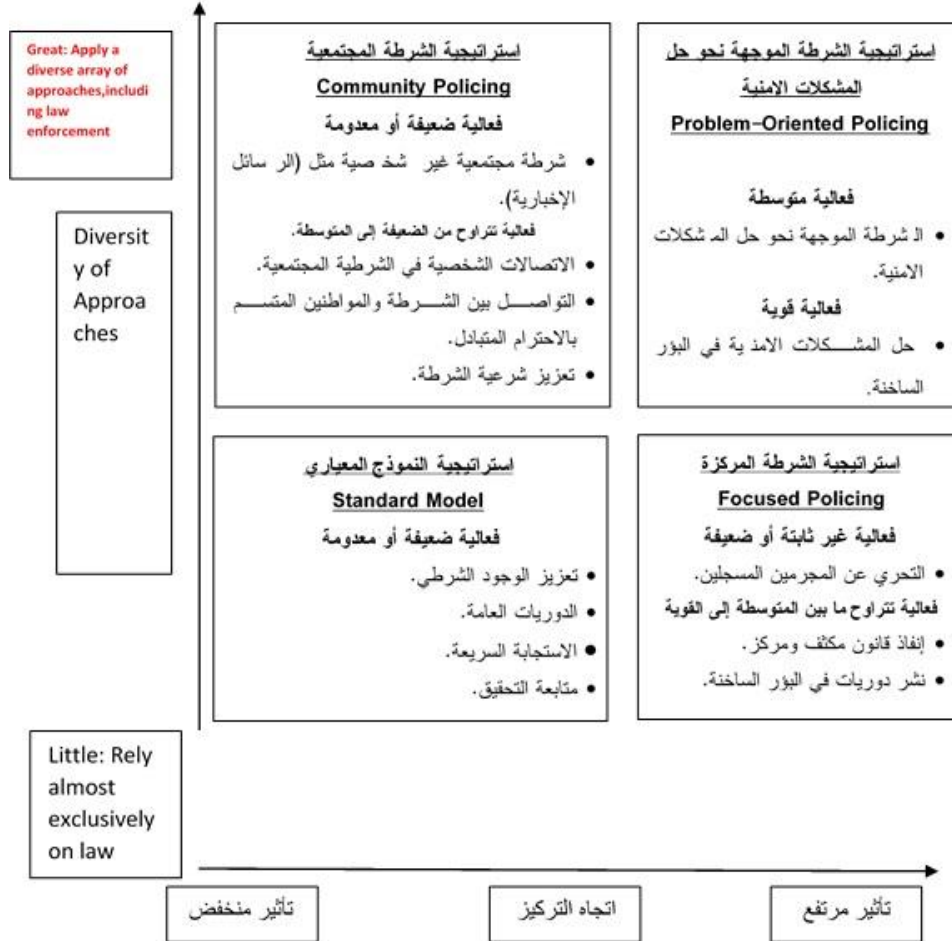 Great: Apply a
diverse array of
approaches,includi
ng law
enforcement
استراتيجية الشرطة المجتمعية
Community Policing
فعالية ضعيفة أو معدومة
• شرطة مجتمعية غير شخصية مثل (الرسائل
الإخبارية).
فعالية تتراوح من الضعيفة إلى المتوسطة.
• الاتصالات الشخصية في الشرطية المجتمعية.
• التواصل بين الشرطة والمواطنين المتسم
بالاحترام المتبادل.
• تعزيز شرعية الشرطة.
استراتيجية الشرطة الموجهة نحو حل
المشكلات الامنية
Problem-Oriented Policing
فعالية متوسطة
• الشرطة الموجهة نحو حل المشكلات
الامنية.
فعالية قوية
• حل المشكلات الامنية في البؤر
الساخنة.
Diversit
y of
Approa
ches
استراتيجية النموذج المعياري
Standard Model
فعالية ضعيفة أو معدومة
• تعزيز الوجود الشرطي.
• الدوريات العامة.
• الاستجابة السريعة.
• متابعة التحقيق.
استراتيجية الشرطة المركزة
Focused Policing
فعالية غير ثابتة أو ضعيفة
• التحري عن المجرمين المسجلين.
فعالية تتراوح ما بين المتوسطة إلى القوية
• إنفاذ قانون مكثف ومركز.
• نشر دوريات في البؤر الساخنة.
Little: Rely
almost
exclusively
on law
تأثير منخفض
اتجاه التركيز
تأثير مرتفع